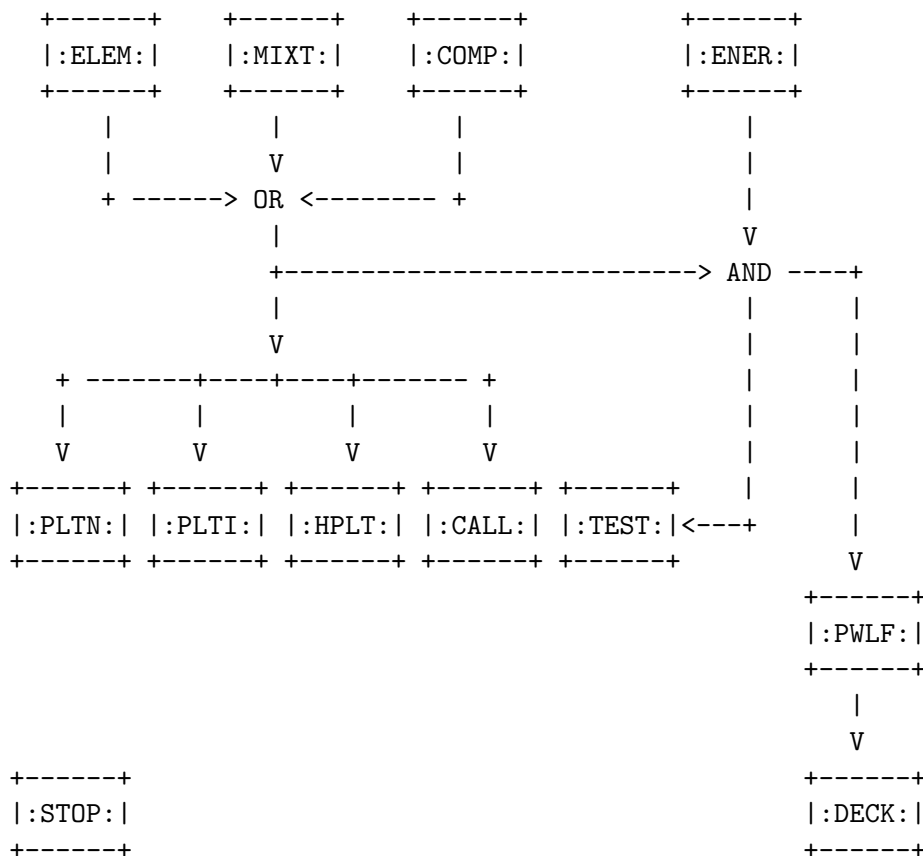 +------+ +------+ +------+ +------+
|:ELEM:| |:MIXT:| |:COMP:| |:ENER:|
+------+ +------+ +------+ +------+
| | | |
| V | |
+ ------> OR <-------- + |
| V
+---------------------------> AND ----+
| | |
V | |
+ -------+----+----+------- + | |
| | | | | |
V V V V | |
+------+ +------+ +------+ +------+ +------+ | |
|:PLTN:| |:PLTI:| |:HPLT:| |:CALL:| |:TEST:|<---+ |
+------+ +------+ +------+ +------+ +------+ V
+------+
|:PWLF:|
+------+
|
V
+------+ +------+
|:STOP:| |:DECK:|
+------+ +------+